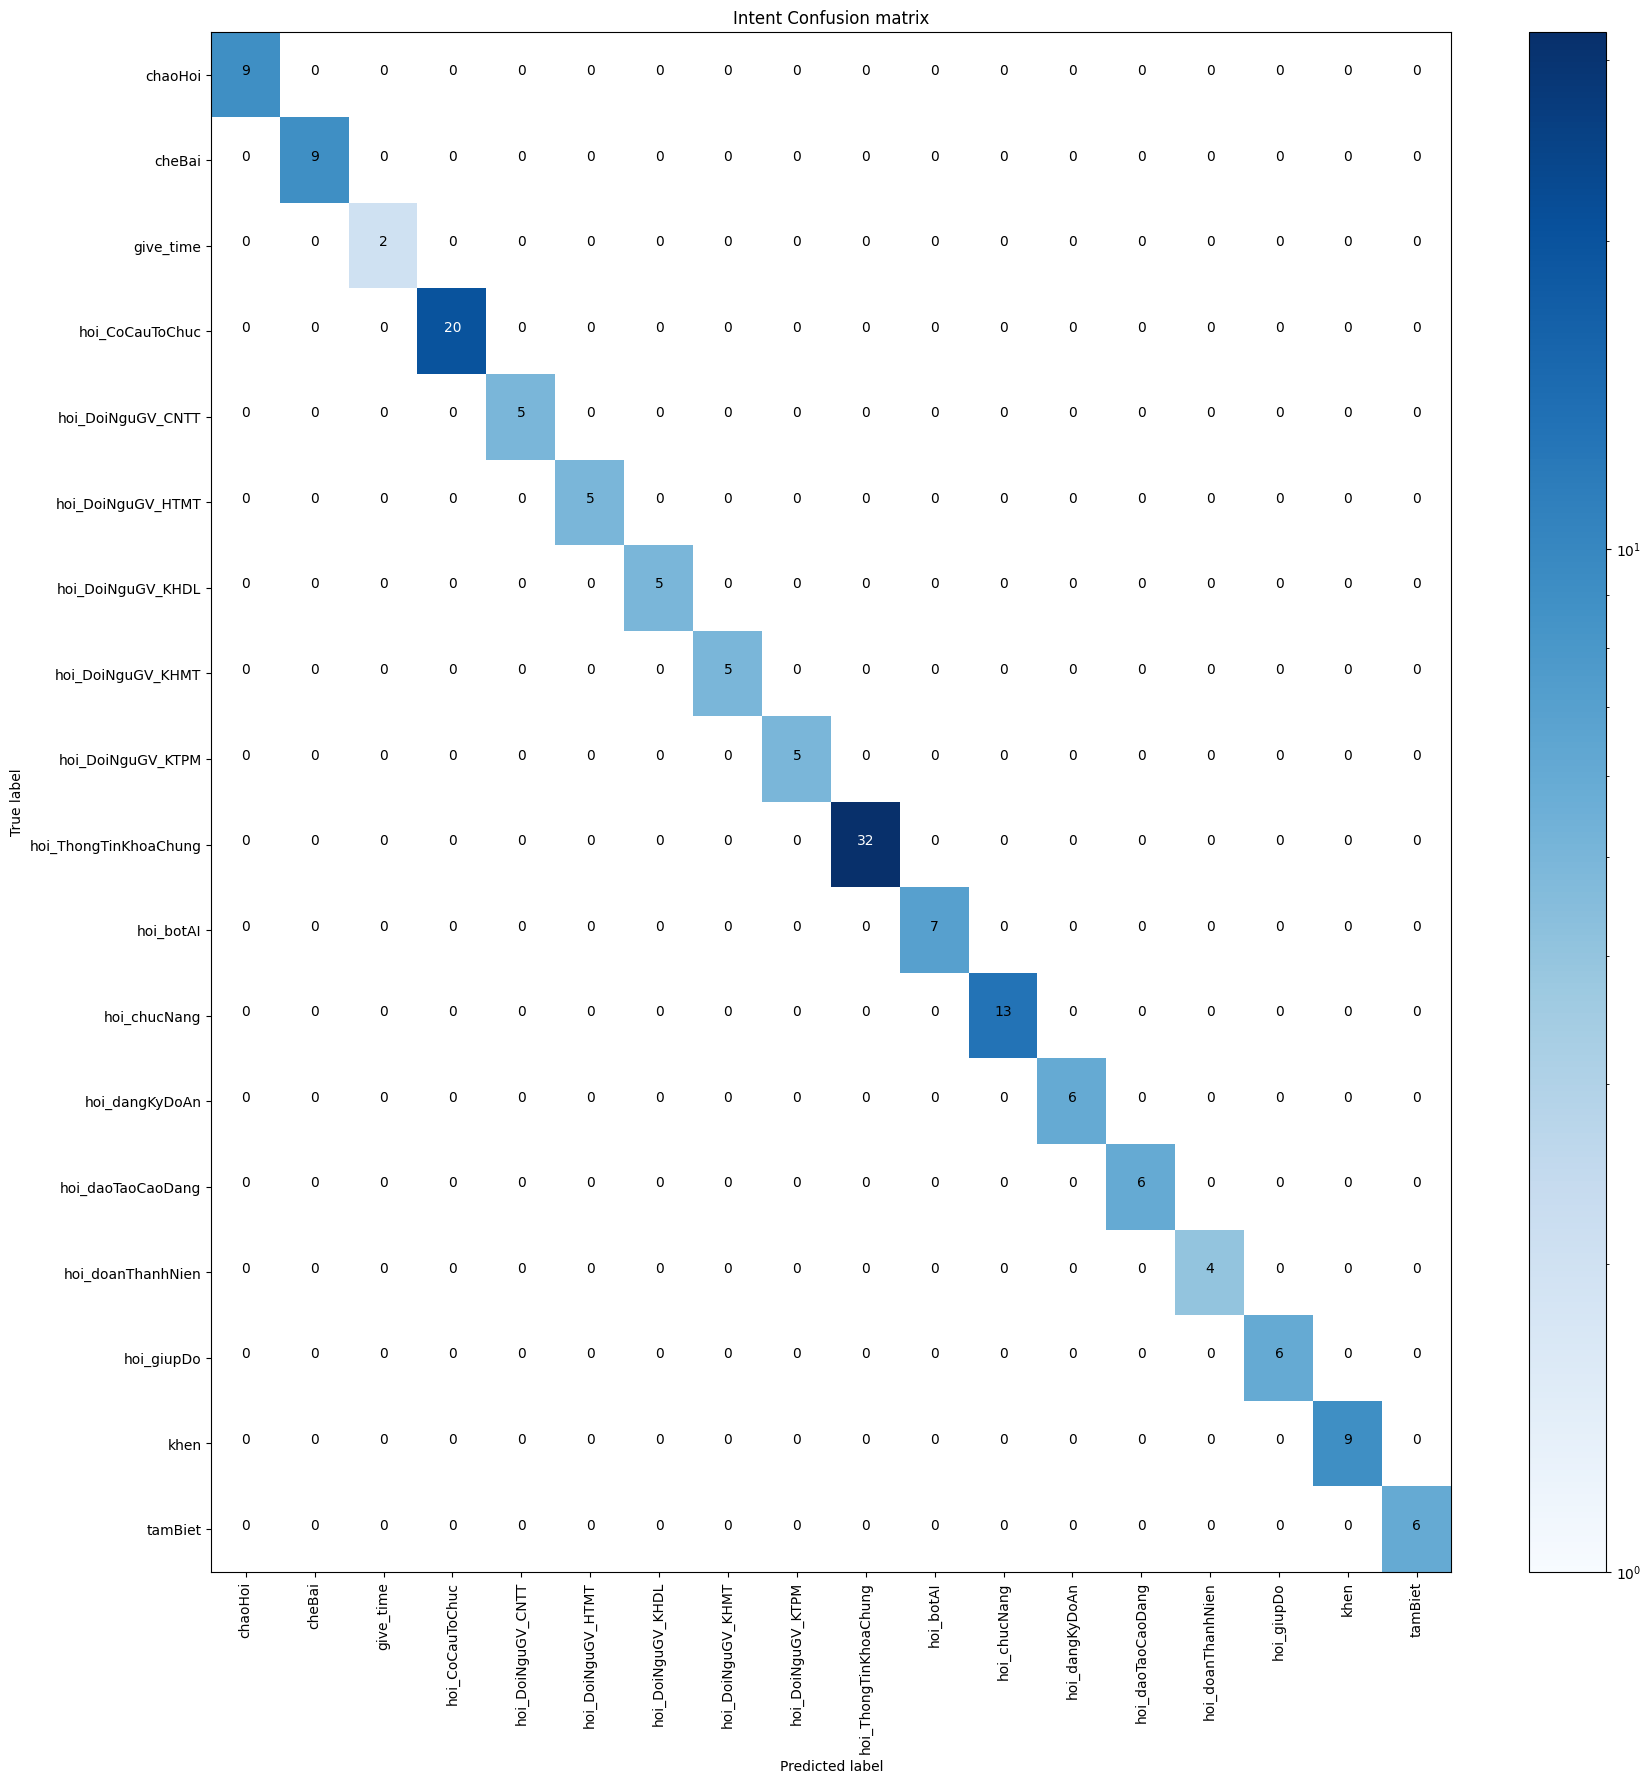 Intent Confusion matrix
chaoHoi 9 0 0 0 0 0 0 0 0 0 0 0 0 0 0 0 0 0
cheBai 0 9 0 0 0 0 0 0 0 0 0 0 0 0 0 0 0 0
give_time 0 0 2 0 0 0 0 0 0 0 0 0 0 0 0 0 0 0
hoi_CoCauToChuc 0 0 0 20 0 0 0 0 0 0 0 0 0 0 0 0 0 0
hoi_DoiNguGV_CNTT 0 0 0 0 5 0 0 0 0 0 0 0 0 0 0 0 0 0
hoi_DoiNguGV_HTMT 0 0 0 0 0 5 0 0 0 0 0 0 0 0 0 0 0 0
hoi_DoiNguGV_KHDL 0 0 0 0 0 0 5 0 0 0 0 0 0 0 0 0 0 0
hoi_DoiNguGV_KHMT 0 0 0 0 0 0 0 5 0 0 0 0 0 0 0 0 0 0
hoi_DoiNguGV_KTPM 0 0 0 0 0 0 0 0 5 0 0 0 0 0 0 0 0 0
hoi_ThongTinKhoaChung 0 0 0 0 0 0 0 0 0 32 0 0 0 0 0 0 0 0
hoi_botAI 0 0 0 0 0 0 0 0 0 0 7 0 0 0 0 0 0 0
hoi_chucNang 0 0 0 0 0 0 0 0 0 0 0 13 0 0 0 0 0 0
hoi_dangKyDoAn 0 0 0 0 0 0 0 0 0 0 0 0 6 0 0 0 0 0
hoi_daoTaoCaoDang 0 0 0 0 0 0 0 0 0 0 0 0 0 6 0 0 0 0
hoi_doanThanhNien 0 0 0 0 0 0 0 0 0 0 0 0 0 0 4 0 0 0
hoi_giupDo 0 0 0 0 0 0 0 0 0 0 0 0 0 0 0 6 0 0
khen 0 0 0 0 0 0 0 0 0 0 0 0 0 0 0 0 9 0
tamBiet 0 0 0 0 0 0 0 0 0 0 0 0 0 0 0 0 0 6
True label
chaoHoi
cheBai
give_time
hoi_CoCauToChuc
hoi_DoiNguGV_CNTT
hoi_DoiNguGV_HTMT
hoi_DoiNguGV_KHDL
hoi_DoiNguGV_KHMT
hoi_DoiNguGV_KTPM
hoi_ThongTinKhoaChung
hoi_botAI
hoi_chucNang
hoi_dangKyDoAn
hoi_daoTaoCaoDang
hoi_doanThanhNien
hoi_giupDo
khen
tamBiet
Predicted label
10¹
10⁰